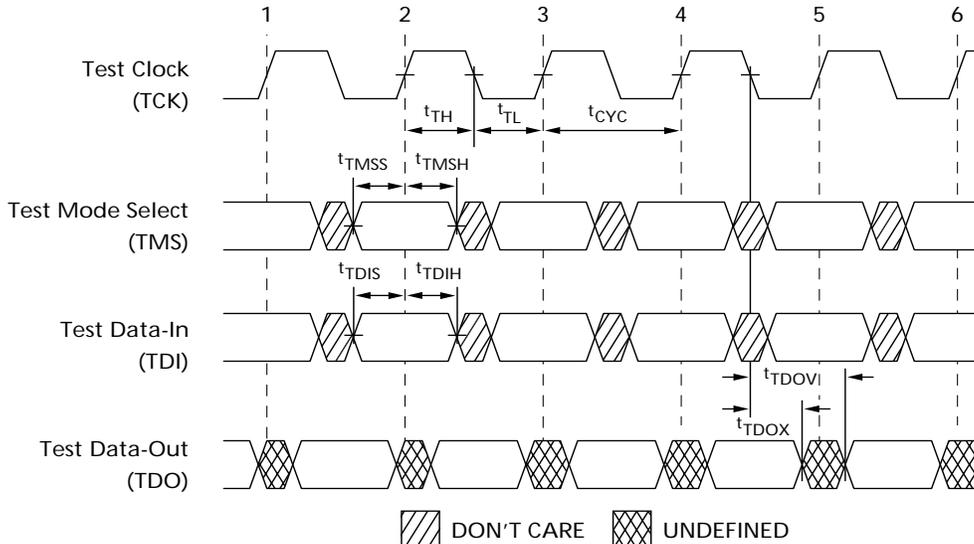 1 2 3 4 5 6
Test Clock
(TCK)
tTH tTL tCYC
tTMSS tTMSH
Test Mode Select
(TMS)
tTDIS tTDIH
Test Data-In
(TDI)
tTDOV
tTDOX
Test Data-Out
(TDO)
DON'T CARE UNDEFINED